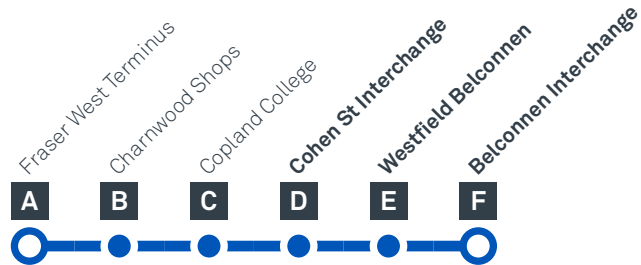 Fraser West Terminus
Charnwood Shops
Copland College
Cohen St Interchange
Westfield Belconnen
Belconnen Interchange
A
B
C
D
E
F